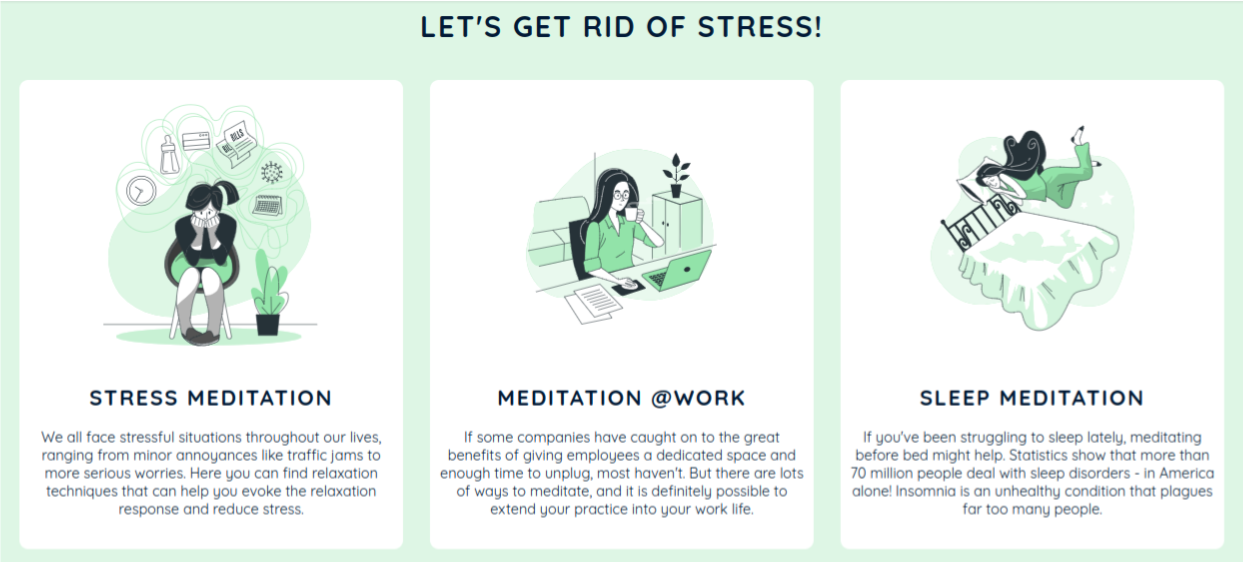 LET'S GET RID OF STRESS!
BILLS
STRESS MEDITATION
We all face stressful situations throughout our lives,
ranging from minor annoyances like traffic jams to
more serious worries. Here you can find relaxation
techniques that can help you evoke the relaxation
response and reduce stress.
MEDITATION @WORK
If some companies have caught on to the great
benefits of giving employees a dedicated space and
enough time to unplug, most haven't. But there are lots
of ways to meditate, and it is definitely possible to
extend your practice into your work life.
SLEEP MEDITATION
If you've been struggling to sleep lately, meditating
before bed might help. Statistics show that more than
70 million people deal with sleep disorders - in America
alone! Insomnia is an unhealthy condition that plagues
far too many people.